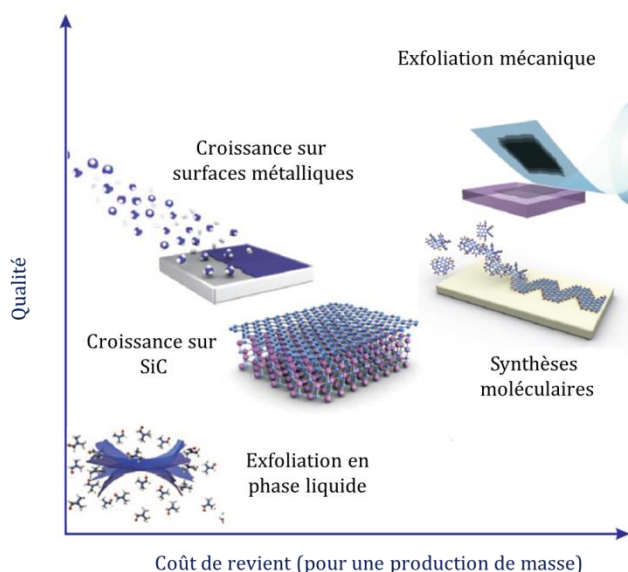 Exfoliation mécanique
Croissance sur
surfaces métalliques
Qualité
Croissance sur
SiC
Synthèses
moléculaires
Exfoliation en
phase liquide
Coût de revient (pour une production de masse)